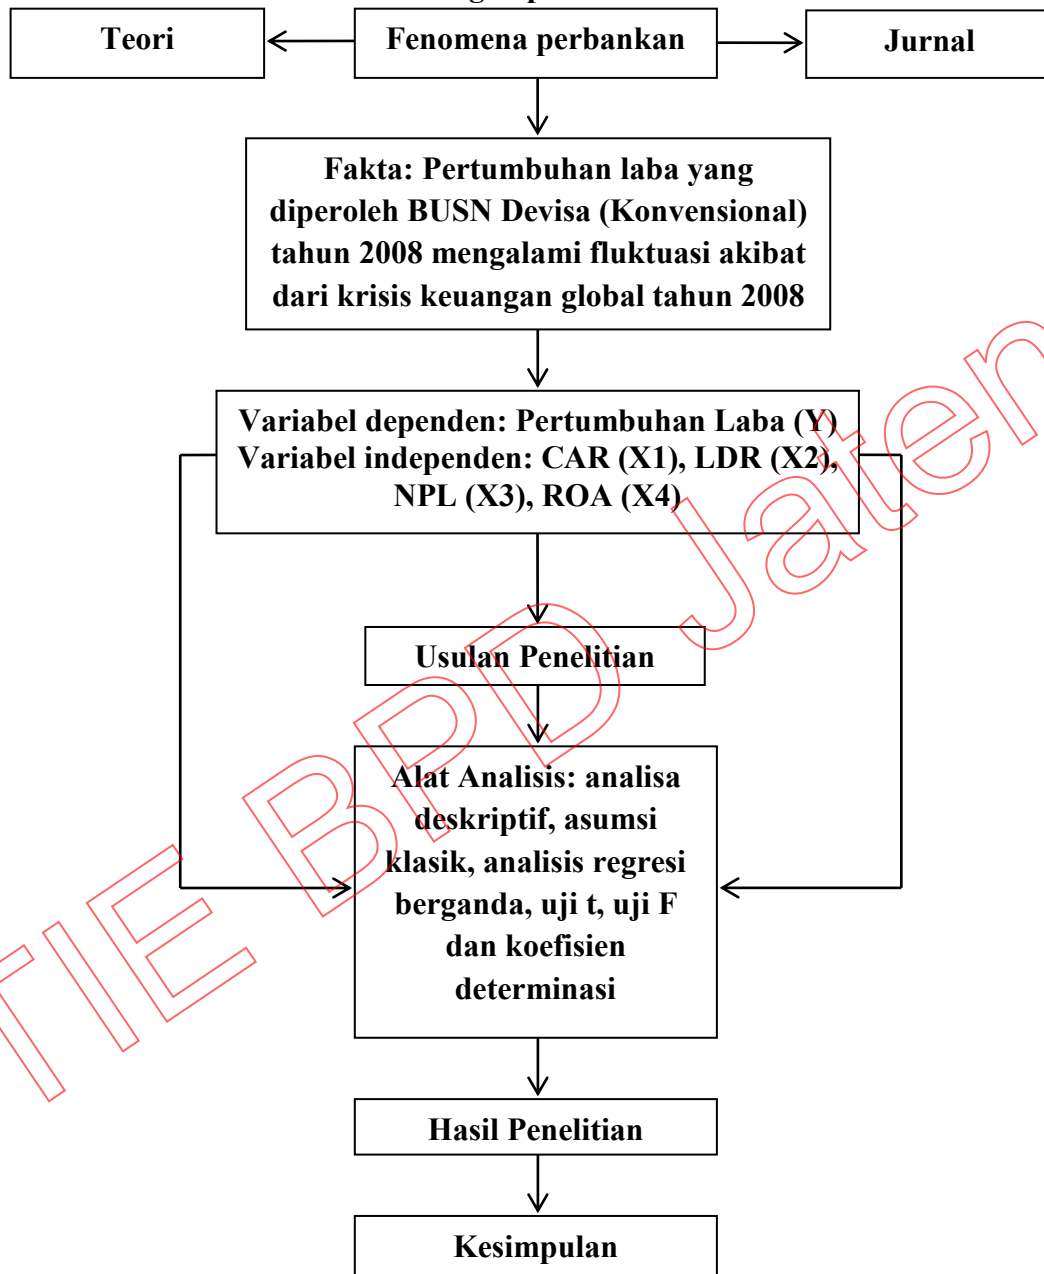 Teori
Fenomena perbankan
Jurnal
Fakta: Pertumbuhan laba yang
diperoleh BUSN Devisa (Konvensional)
tahun 2008 mengalami fluktuasi akibat
dari krisis keuangan global tahun 2008
Variabel dependen: Pertumbuhan Laba (Y)
Variabel independen: CAR (X1), LDR (X2),
NPL (X3), ROA (X4)
Usulan Penelitian
Alat Analisis: analisa
deskriptif, asumsi
klasik, analisis regresi
berganda, uji t, uji F
dan koefisien
determinasi
Hasil Penelitian
Kesimpulan
TIE BPD Jaten